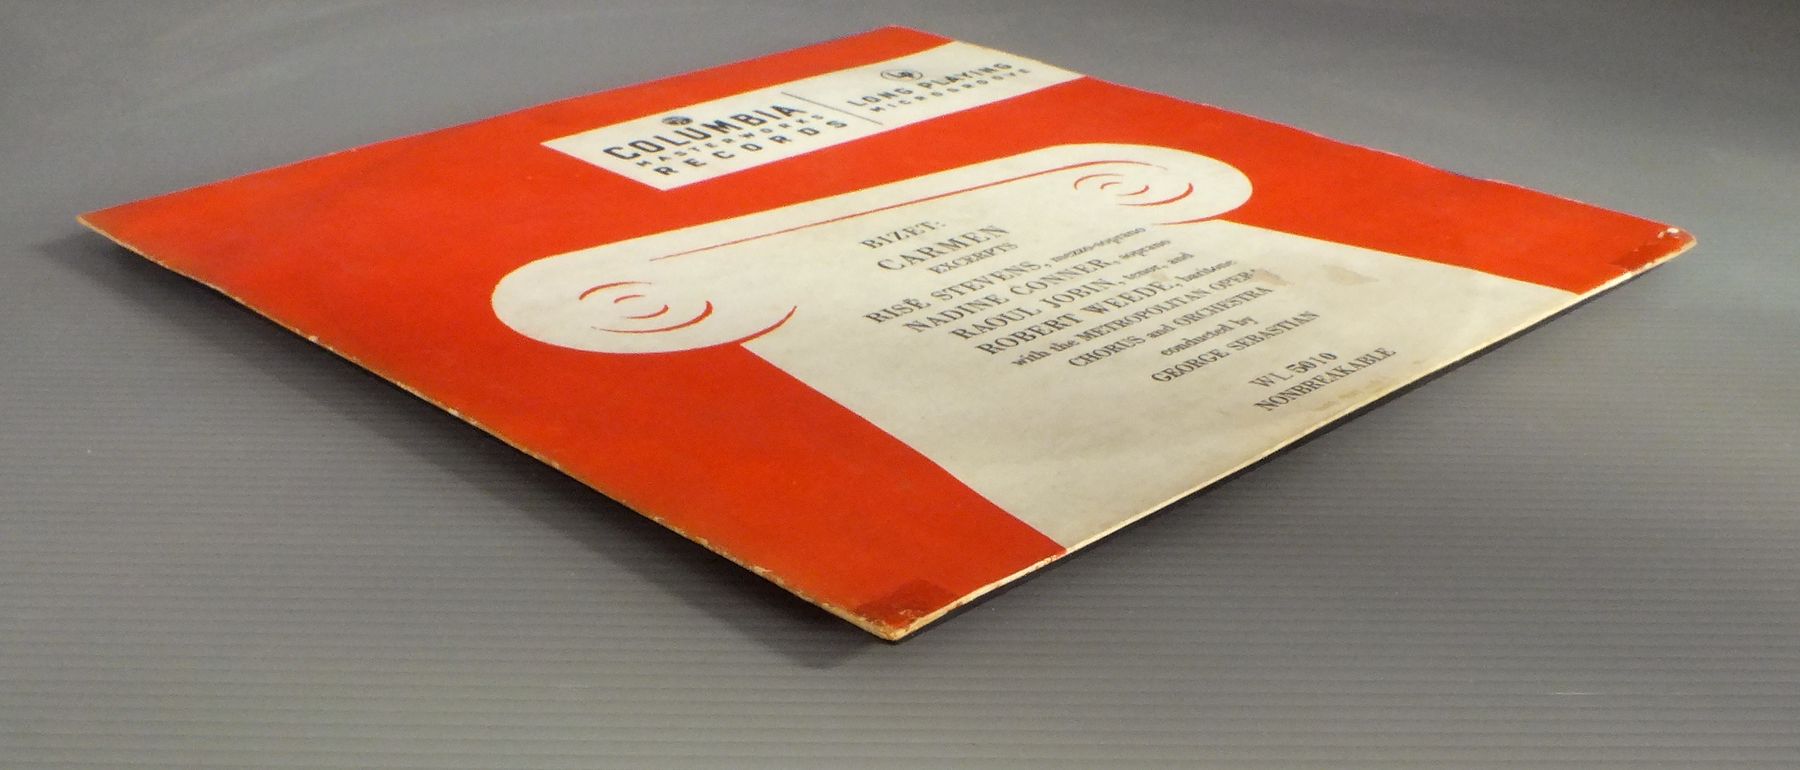 COLUMBIA
MASTERWORKS
RECORDS
LP
LONG PLAYING
MICROGROOVE
BIZET:
CARMEN
EXCERPTS
RISË STEVENS, mezzo-soprano
NADINE CONNER, soprano
RAOUL JOBIN, tenor, and
ROBERT WEEDE, baritone
with the METROPOLITAN OPERA
CHORUS and ORCHESTRA
conducted by
GEORGE SEBASTIAN
WL 5010
NONBREAKABLE